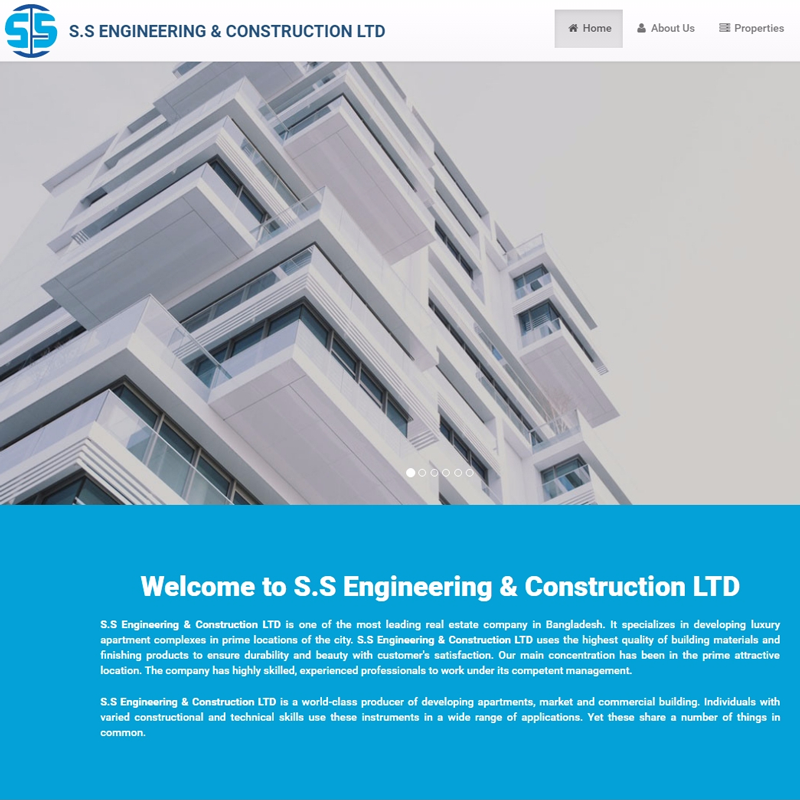 SS S.S ENGINEERING & CONSTRUCTION LTD Home About Us Properties
Welcome to S.S Engineering & Construction LTD
S.S Engineering & Construction LTD is one of the most leading real estate company in Bangladesh. It specializes in developing luxury
apartment complexes in prime locations of the city. S.S Engineering & Construction LTD uses the highest quality of building materials and
finishing products to ensure durability and beauty with customer's satisfaction. Our main concentration has been in the prime attractive
location. The company has highly skilled, experienced professionals to work under its competent management.
S.S Engineering & Construction LTD is a world-class producer of developing apartments, market and commercial building. Individuals with
varied constructional and technical skills use these instruments in a wide range of applications. Yet these share a number of things in
common.